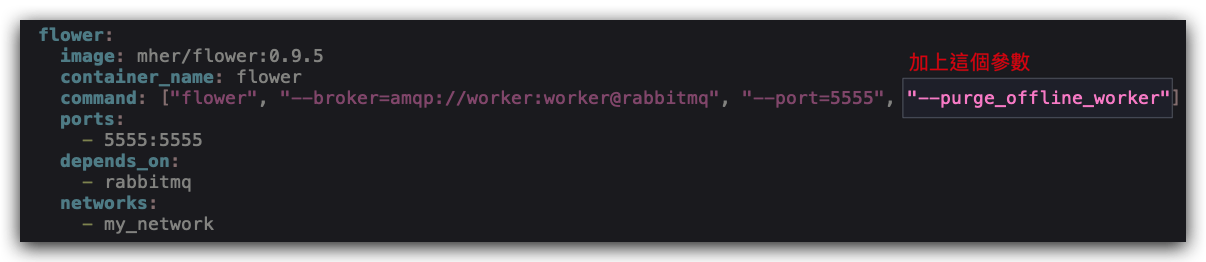 flower:
image: mher/flower:0.9.5
加上這個參數
container_name: flower
command: ["flower", "--broker=amqp://worker:worker@rabbitmq", "--port=5555", "--purge_offline_worker"]
ports:
- 5555:5555
depends_on:
- rabbitmq
networks:
- my_network